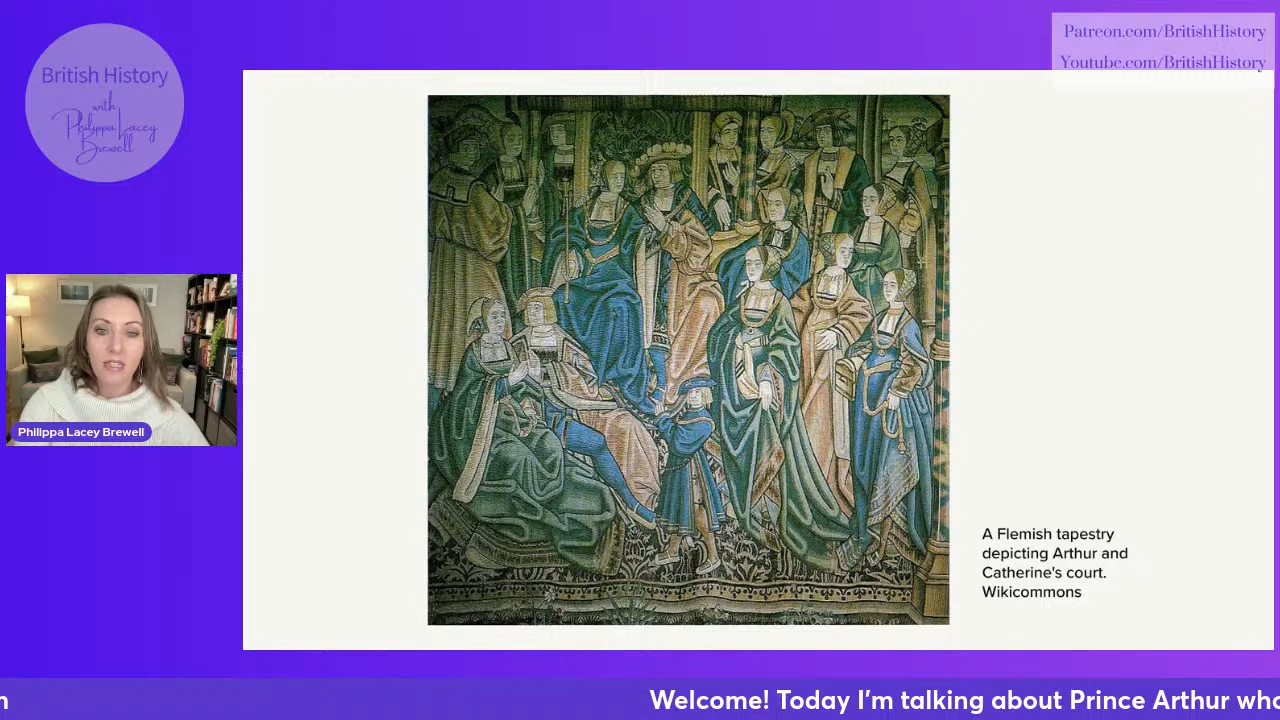 British History
with
Philippa Lacey
Brewell
Patreon.com/BritishHistory
Youtube.com/BritishHistory
Philippa Lacey Brewell
A Flemish tapestry
depicting Arthur and
Catherine's court.
Wikicommons
n
Welcome! Today I'm talking about Prince Arthur who